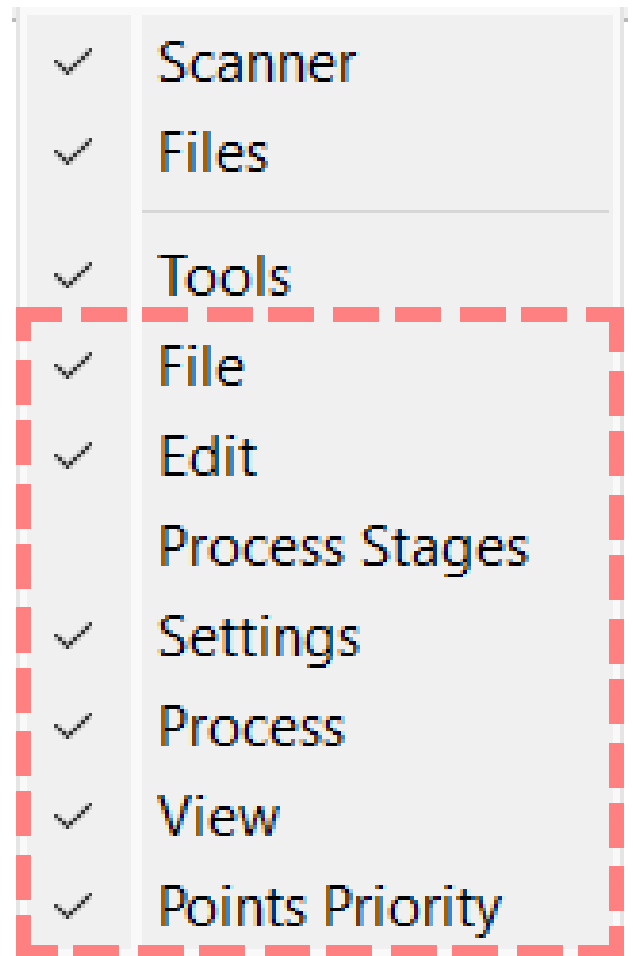 Scanner
Files
Tools
File
Edit
Process Stages
Settings
Process
View
Points Priority